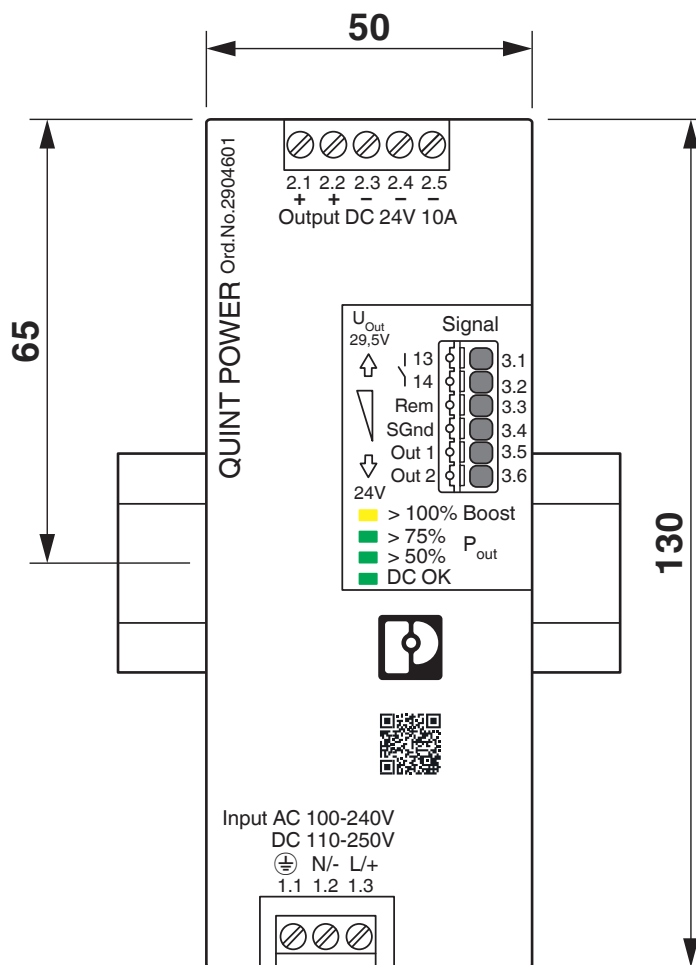 50
65
130
QUINT POWER Ord.No.2904601
2.1 2.2 2.3 2.4 2.5
+ + – – –
Output DC 24V 10A
UOut
29,5V
Signal
13 3.1
14 3.2
Rem 3.3
SGnd 3.4
Out 1 3.5
Out 2 3.6
24V
> 100% Boost
> 75%
> 50%
Pout
DC OK
Input AC 100-240V
DC 110-250V
N/- L/+
1.1 1.2 1.3